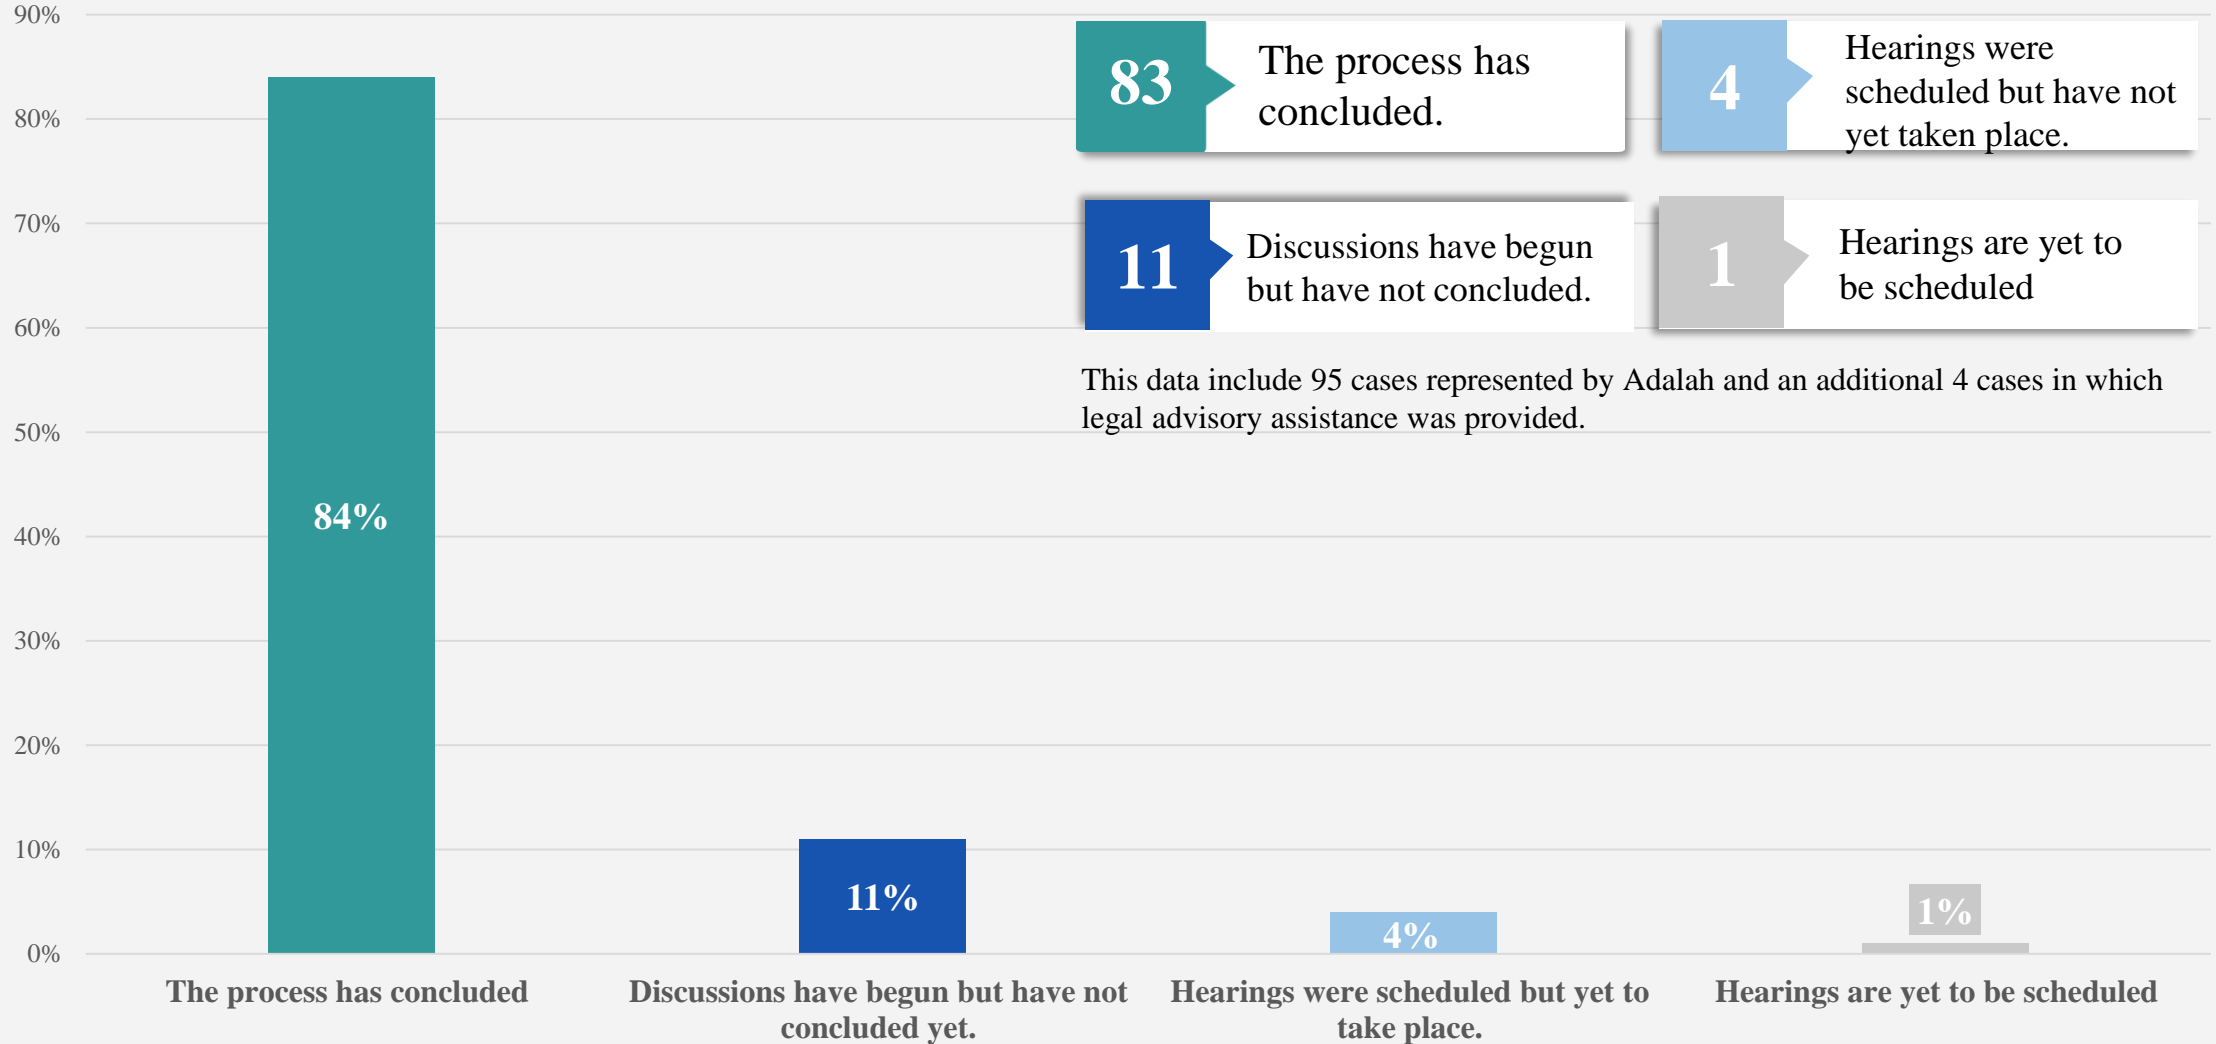 90%
80%
70%
60%
50%
40%
30%
20%
10%
0%
83
The process has
concluded.
4
Hearings were
scheduled but have not
yet taken place.
11
Discussions have begun
but have not concluded.
1
Hearings are yet to
be scheduled
This data include 95 cases represented by Adalah and an additional 4 cases in which
legal advisory assistance was provided.
84%
11%
4%
1%
The process has concluded
Discussions have begun but have not
concluded yet.
Hearings were scheduled but yet to
take place.
Hearings are yet to be scheduled